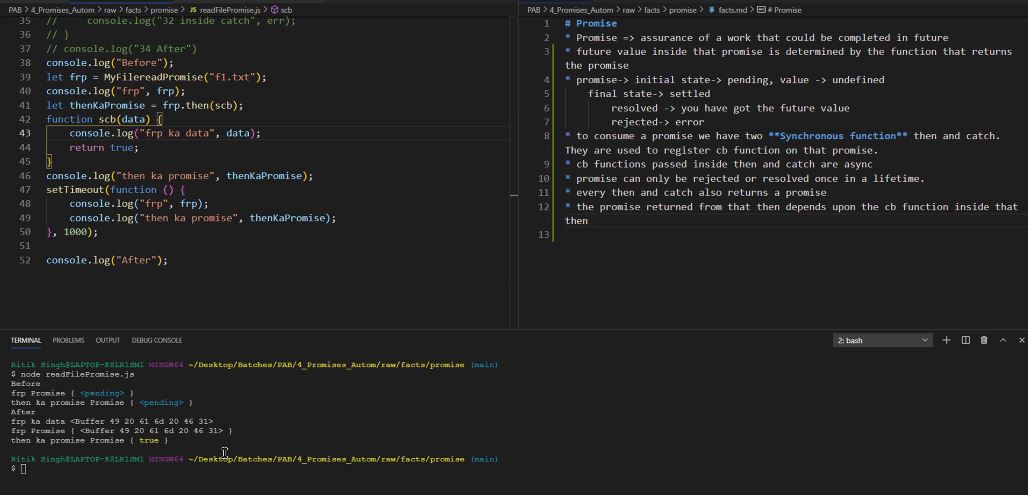 PAB > 4_Promises_Autom > raw > facts > promise > JS readFilePromise.js > scb
35 //     console.log("32 inside catch", err);
36 // }
37 // console.log("34 After")
38 console.log("Before");
39 let frp = MyFilereadPromise("f1.txt");
40 console.log("frp", frp);
41 let thenKaPromise = frp.then(scb);
42 function scb(data) {
43     console.log("frp ka data", data);
44     return true;
45 }
46 console.log("then ka promise", thenKaPromise);
47 setTimeout(function () {
48     console.log("frp", frp);
49     console.log("then ka promise", thenKaPromise);
50 }, 1000);
51
52 console.log("After");
PAB > 4_Promises_Autom > raw > facts > promise > facts.md > # Promise
1 # Promise
2 * Promise => assurance of a work that could be completed in future
3 * future value inside that promise is determined by the function that returns
the promise
4 * promise-> initial state-> pending, value -> undefined
5     final state-> settled
6         resolved -> you have got the future value
7         rejected-> error
8 * to consume a promise we have two **Synchronous function** then and catch.
They are used to register cb function on that promise.
9 * cb functions passed inside then and catch are async
10 * promise can only be rejected or resolved once in a lifetime.
11 * every then and catch also returns a promise
12 * the promise returned from that then depends upon the cb function inside that
then
13
TERMINAL PROBLEMS OUTPUT DEBUG CONSOLE 2: bash
Ritik Singh@LAPTOP-K8LR1SM1 MINGW64 ~/Desktop/Batches/PAB/4_Promises_Autom/raw/facts/promise (main)
$ node readFilePromise.js
Before
frp Promise { <pending> }
then ka promise Promise { <pending> }
After
frp ka data <Buffer 49 20 61 6d 20 46 31>
frp Promise { <Buffer 49 20 61 6d 20 46 31> }
then ka promise Promise { true }
Ritik Singh@LAPTOP-K8LR1SM1 MINGW64 ~/Desktop/Batches/PAB/4_Promises_Autom/raw/facts/promise (main)
$